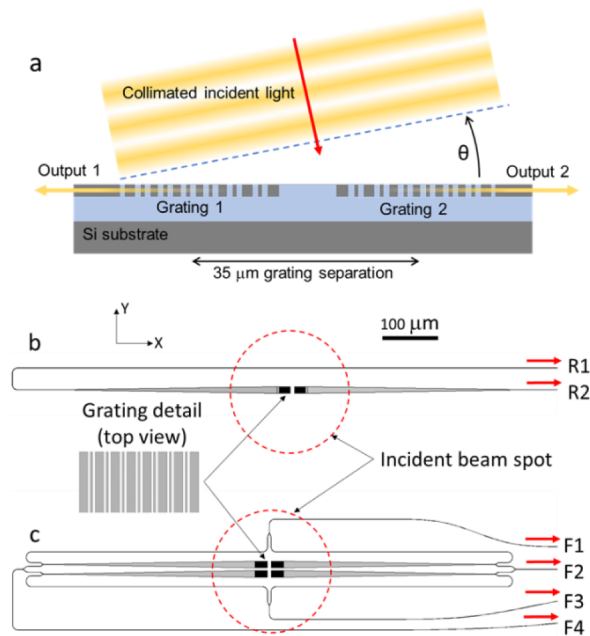 a
Collimated incident light
θ
Output 1
Output 2
Grating 1
Grating 2
Si substrate
35 μm grating separation
Y
X
100 μm
b
R1
R2
Grating detail
(top view)
Incident beam spot
c
F1
F2
F3
F4